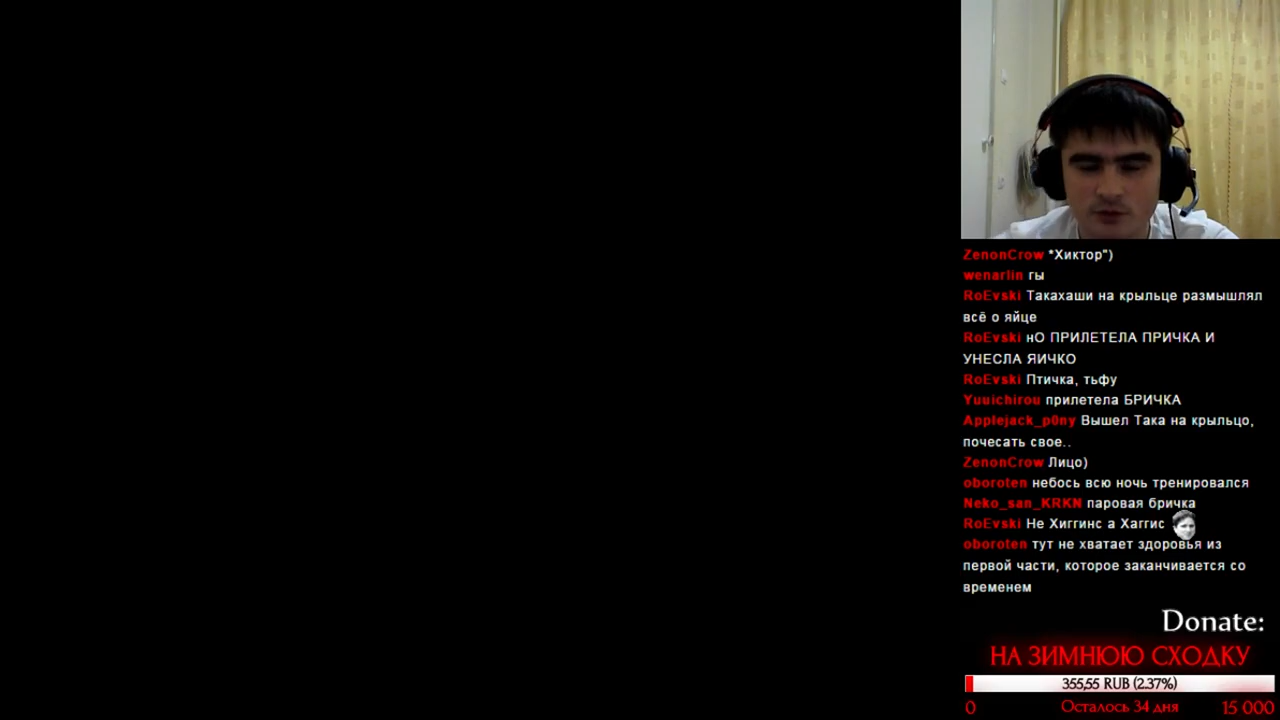 ZenonCrow *Хиктор")
wenarlin гы
RoEvski Такахаши на крыльце размышлял
всё о яйце
RoEvski нО ПРИЛЕТЕЛА ПРИЧКА И
УНЕСЛА ЯИЧКО
RoEvski Птичка, тьфу
Yuuichirou прилетела БРИЧКА
Applejack_p0ny Вышел Така на крыльцо,
почесать свое..
ZenonCrow Лицо)
oboroten небось всю ночь тренировался
Neko_san_KRKN паровая бричка
RoEvski Не Хиггинс а Хаггис
oboroten тут не хватает здоровья из
первой части, которое заканчивается со
временем
Donate:
НА ЗИМНЮЮ СХОДКУ
355,55 RUB (2.37%)
0 Осталось 34 дня 15 000